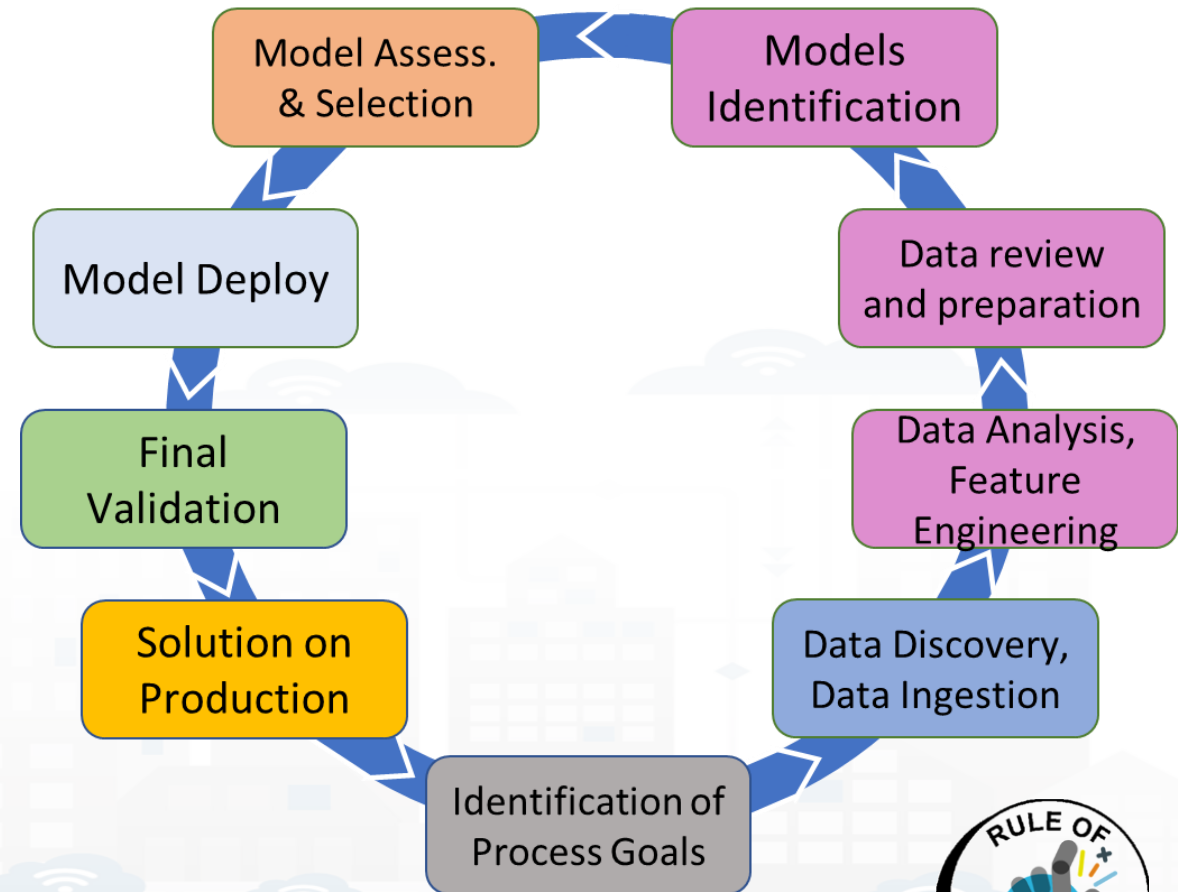 Model Assess.
& Selection
Models
Identification
Model Deploy
Data review
and preparation
Final
Validation
Data Analysis,
Feature
Engineering
Solution on
Production
Data Discovery,
Data Ingestion
Identification of
Process Goals
RULE OF